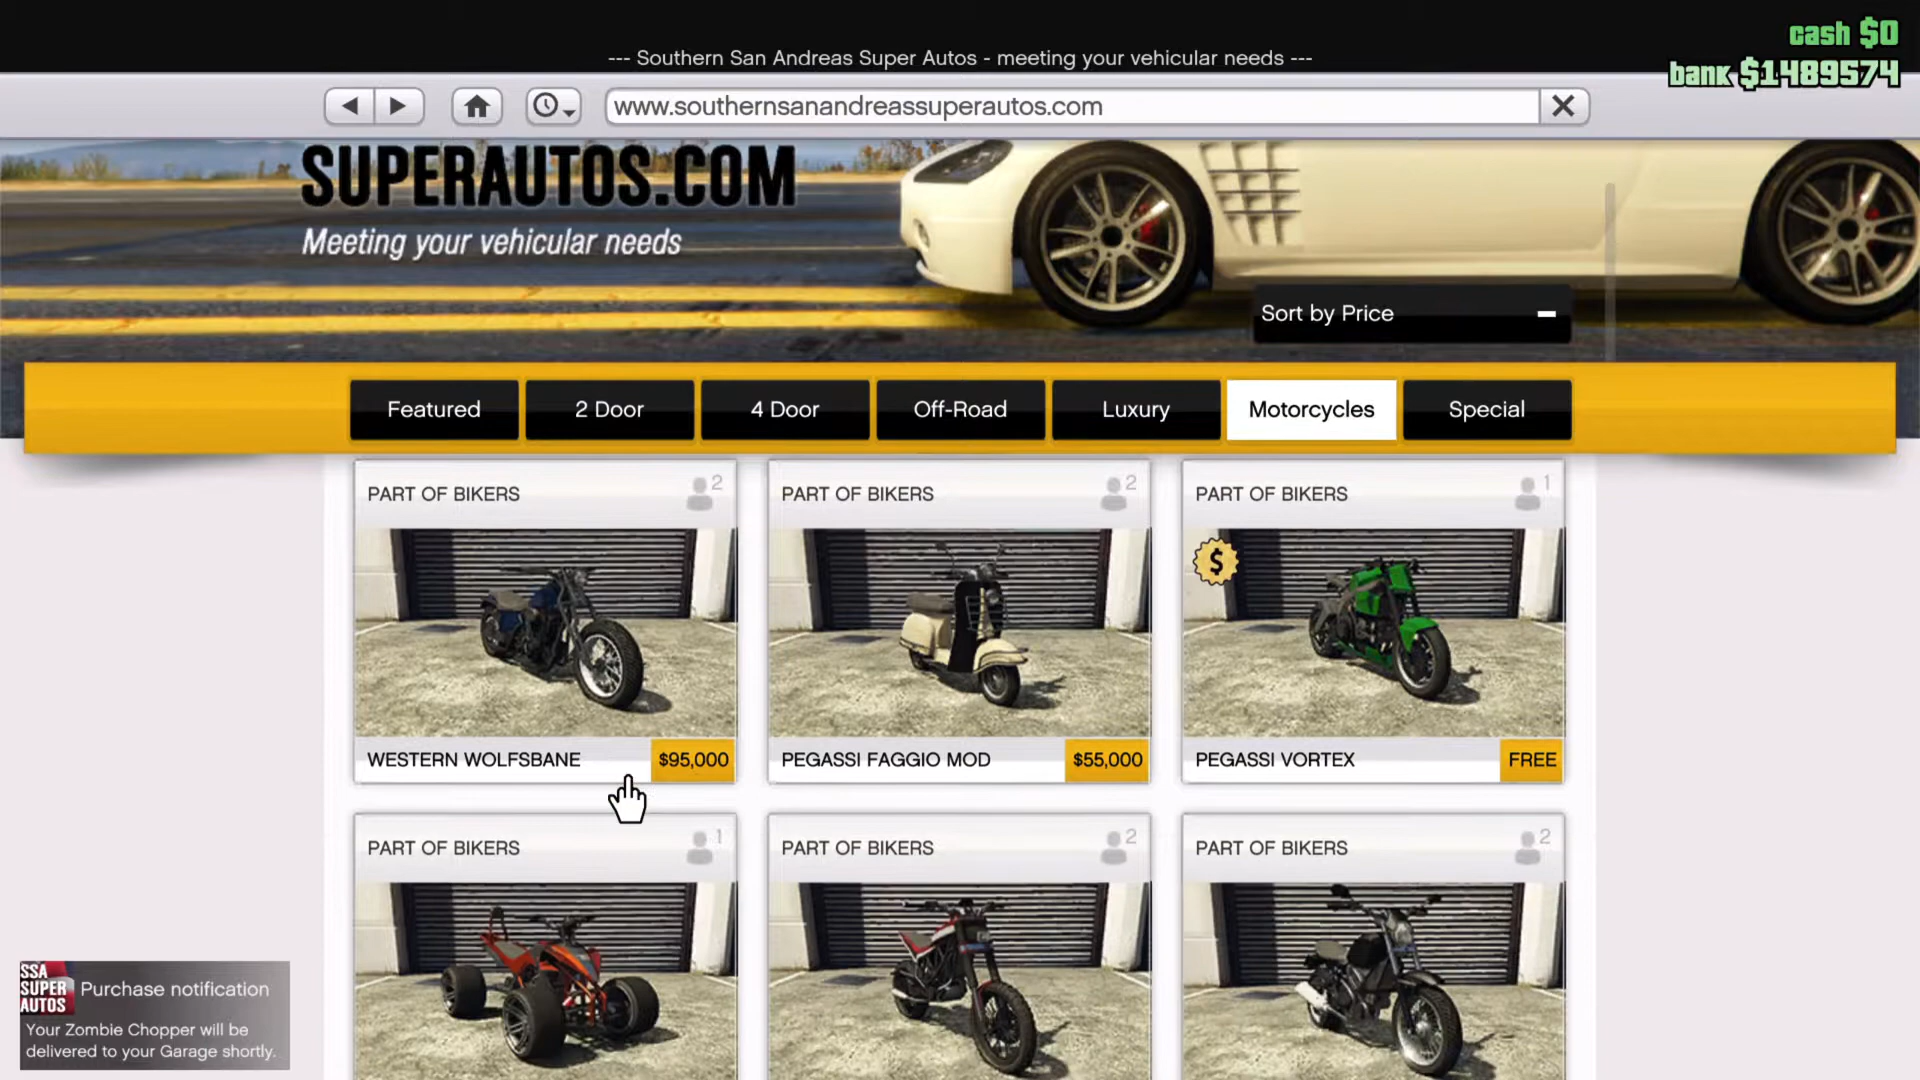 cash $0
--- Southern San Andreas Super Autos - meeting your vehicular needs ---
bank $1489574
www.southernsanandreassuperautos.com
SUPERAUTOS.COM
Meeting your vehicular needs
Sort by Price
Featured
2 Door
4 Door
Off-Road
Luxury
Motorcycles
Special
PART OF BIKERS
2
PART OF BIKERS
2
PART OF BIKERS
1
$
WESTERN WOLFSBANE
$95,000
PEGASSI FAGGIO MOD
$55,000
PEGASSI VORTEX
FREE
PART OF BIKERS
1
PART OF BIKERS
2
PART OF BIKERS
2
SSA
SUPER
AUTOS
Purchase notification
Your Zombie Chopper will be
delivered to your Garage shortly.